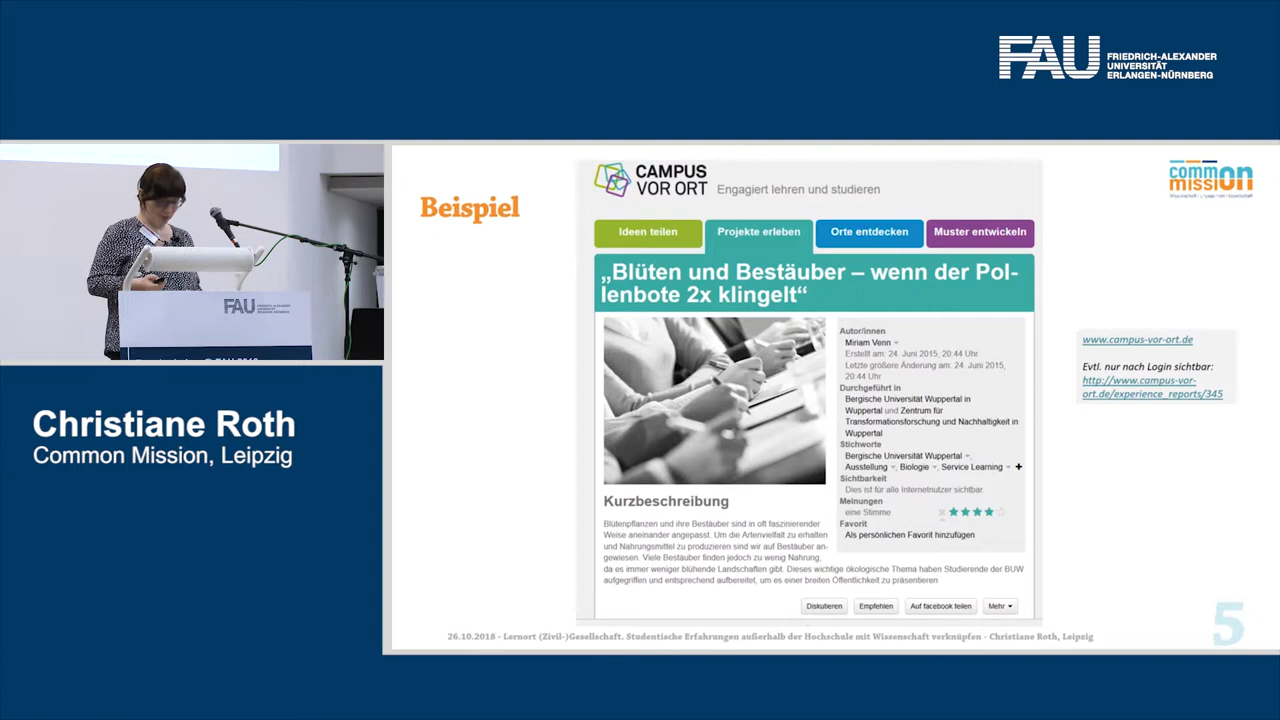 FAU FRIEDRICH-ALEXANDER
UNIVERSITÄT
ERLANGEN-NÜRNBERG
FAU FRIEDRICH-ALEXANDER
UNIVERSITÄT
ERLANGEN-NÜRNBERG
Christiane Roth
Common Mission, Leipzig
Beispiel
CAMPUS
VOR ORT Engagiert lehren und studieren
common
mission
Ideen teilen Projekte erleben Orte entdecken Muster entwickeln
„Blüten und Bestäuber – wenn der Pol-
lenbote 2x klingelt“
Autor/innen
Miriam Venn
Erstellt am: 24. Juni 2015, 20:44 Uhr
Letzte größere Änderung am: 24. Juni 2015,
20:44 Uhr
Durchgeführt in
Bergische Universität Wuppertal in
Wuppertal und Zentrum für
Transformationsforschung und Nachhaltigkeit in
Wuppertal
Stichworte
Bergische Universität Wuppertal,
Ausstellung, Biologie, Service Learning +
Sichtbarkeit
Dies ist für alle Internetnutzer sichtbar.
Meinungen
eine Stimme
Favorit
Als persönlichen Favorit hinzufügen
Kurzbeschreibung
Blütenpflanzen und ihre Bestäuber sind in oft faszinierender
Weise aneinander angepasst. Um die Artenvielfalt zu erhalten
und Nahrungsmittel zu produzieren sind wir auf Bestäuber an-
gewiesen. Viele Bestäuber finden jedoch zu wenig Nahrung,
da es immer weniger blühende Landschaften gibt. Dieses wichtige ökologische Thema haben Studierende der BUW
aufgegriffen und entsprechend aufbereitet, um es einer breiten Öffentlichkeit zu präsentieren
Diskutieren Empfehlen Auf facebook teilen Mehr
www.campus-vor-ort.de
Evtl. nur nach Login sichtbar:
http://www.campus-vor-
ort.de/experience_reports/345
26.10.2018 - Lernort (Zivil-)Gesellschaft. Studentische Erfahrungen außerhalb der Hochschule mit Wissenschaft verknüpfen - Christiane Roth, Leipzig
5